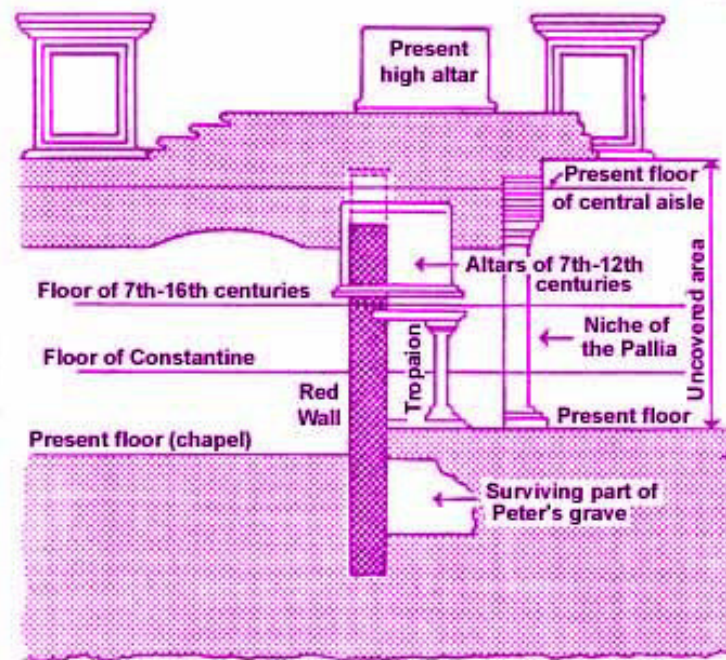 Present
high altar
Present floor
of central aisle
Altars of 7th-12th
centuries
Floor of 7th-16th centuries
Niche of
the Pallia
Uncovered area
Floor of Constantine
Tropaion
Red
Wall
Present floor
Present floor (chapel)
Surviving part of
Peter's grave